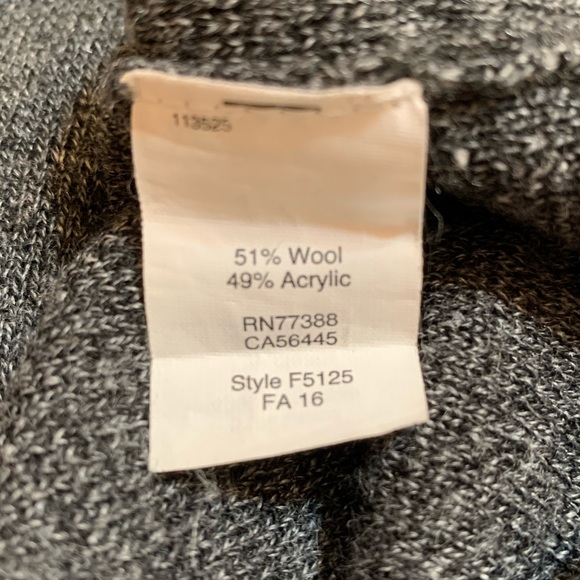 113525
51% Wool
49% Acrylic
RN77388
CA56445
Style F5125
FA 16